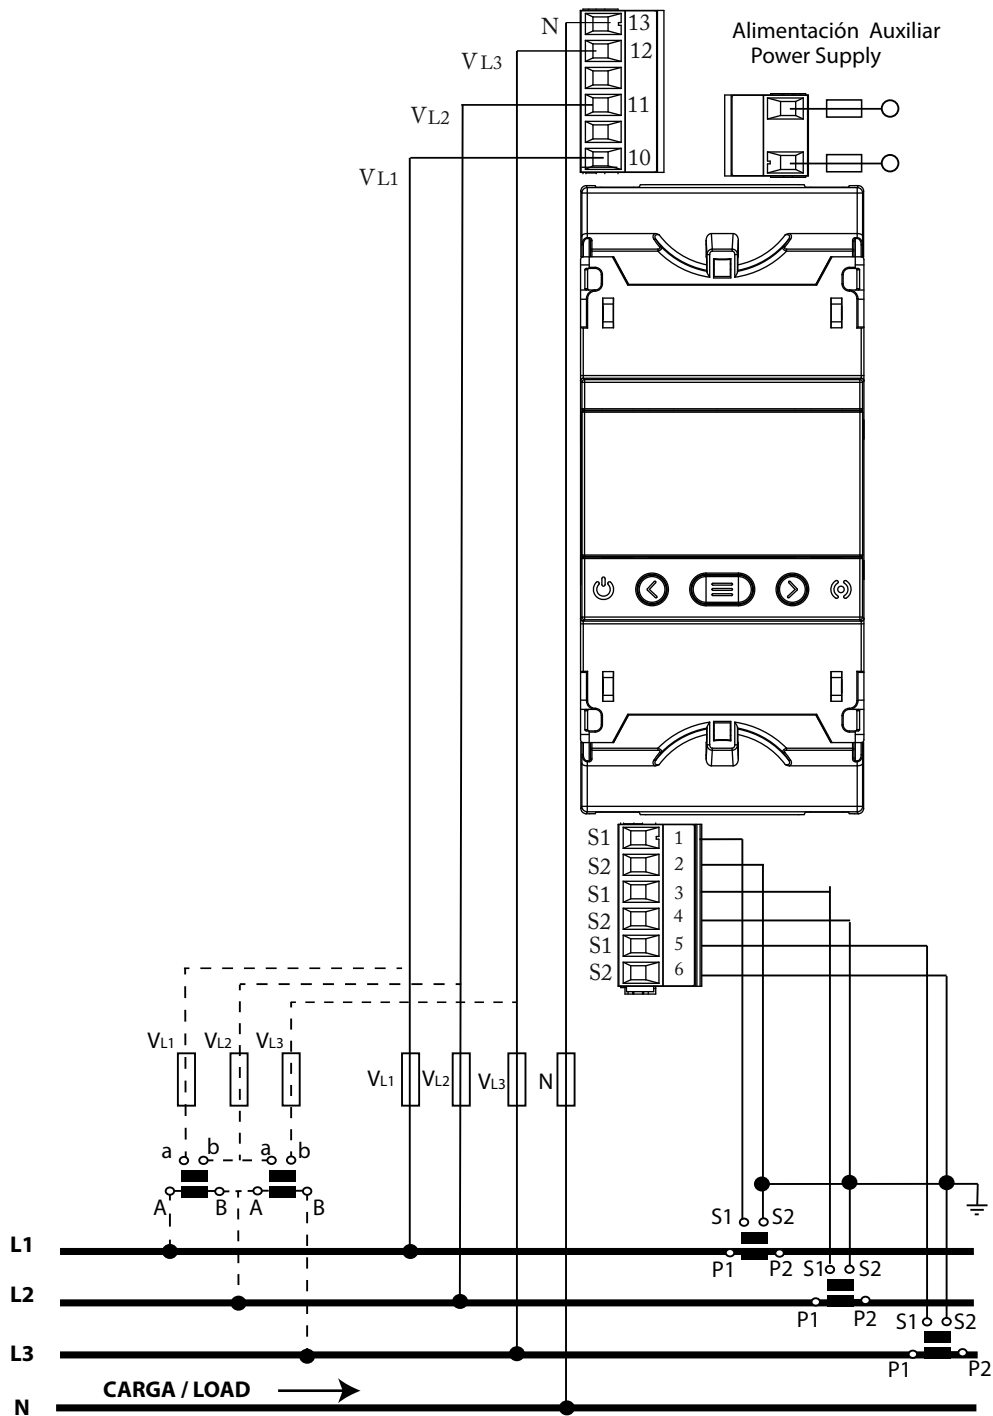 N
13
Alimentación Auxiliar
Power Supply
VL3
12
VL2
11
VL1
10
S1
1
S2
2
S1
3
S2
4
S1
5
S2
6
VL1
VL2
VL3
VL1
VL2
VL3
N
a
b
a
b
A
B
A
B
S1
S2
L1
P1
P2
S1
S2
L2
P1
P2
S1
S2
L3
P1
P2
CARGA / LOAD
N